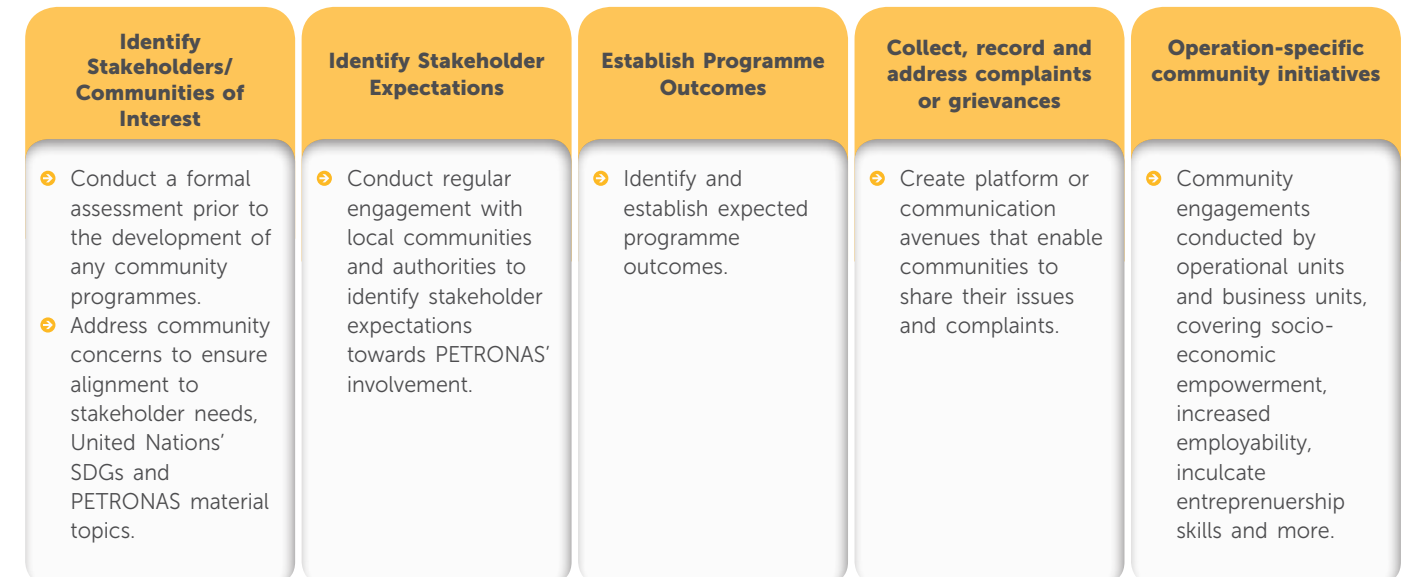 Identify
Stakeholders/
Communities of
Interest
Conduct a formal
assessment prior to
the development of
any community
programmes.
Address community
concerns to ensure
alignment to
stakeholder needs,
United Nations’
SDGs and
PETRONAS material
topics.
Identify Stakeholder
Expectations
Conduct regular
engagement with
local communities
and authorities to
identify stakeholder
expectations
towards PETRONAS’
involvement.
Establish Programme
Outcomes
Identify and
establish expected
programme
outcomes.
Collect, record and
address complaints
or grievances
Create platform or
communication
avenues that enable
communities to
share their issues
and complaints.
Operation-specific
community initiatives
Community
engagements
conducted by
operational units
and business units,
covering socio-
economic
empowerment,
increased
employability,
inculcate
entreprenuership
skills and more.